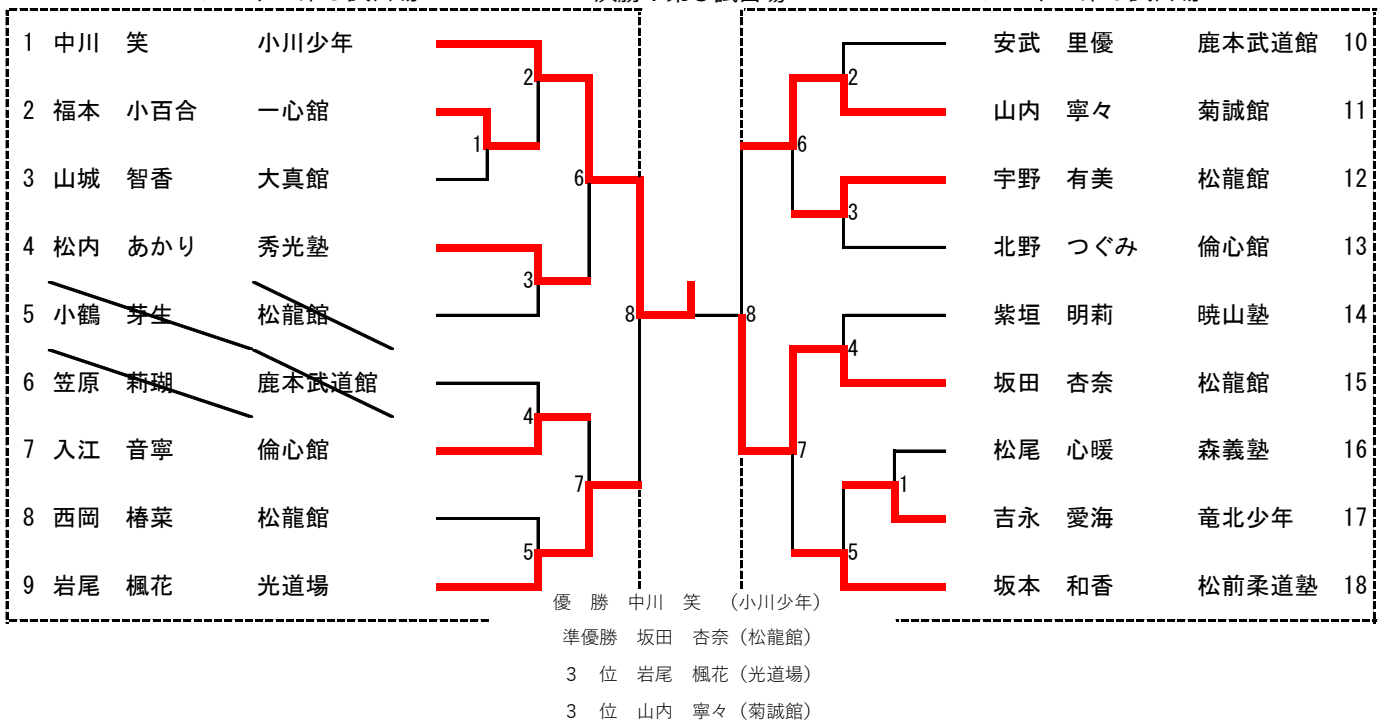 決勝：第３試合場
1 中川　笑 小川少年
2 福本　小百合 一心舘
3 山城　智香 大真館
4 松内　あかり 秀光塾
5 小鶴　芽生 松龍館
6 笠原　莉瑚 鹿本武道館
7 入江　音寧 倫心館
8 西岡　椿菜 松龍館
9 岩尾　楓花 光道場
2
1
6
3
8
4
7
5
安武　里優 鹿本武道館 10
山内　寧々 菊誠館 11
宇野　有美 松龍館 12
北野　つぐみ 倫心館 13
紫垣　明莉 暁山塾 14
坂田　杏奈 松龍館 15
松尾　心暖 森義塾 16
吉永　愛海 竜北少年 17
坂本　和香 松前柔道塾 18
2
6
3
8
4
7
1
5
優　勝　中川　笑　（小川少年）
準優勝　坂田　杏奈（松龍館）
3　位　岩尾　楓花（光道場）
3　位　山内　寧々（菊誠館）